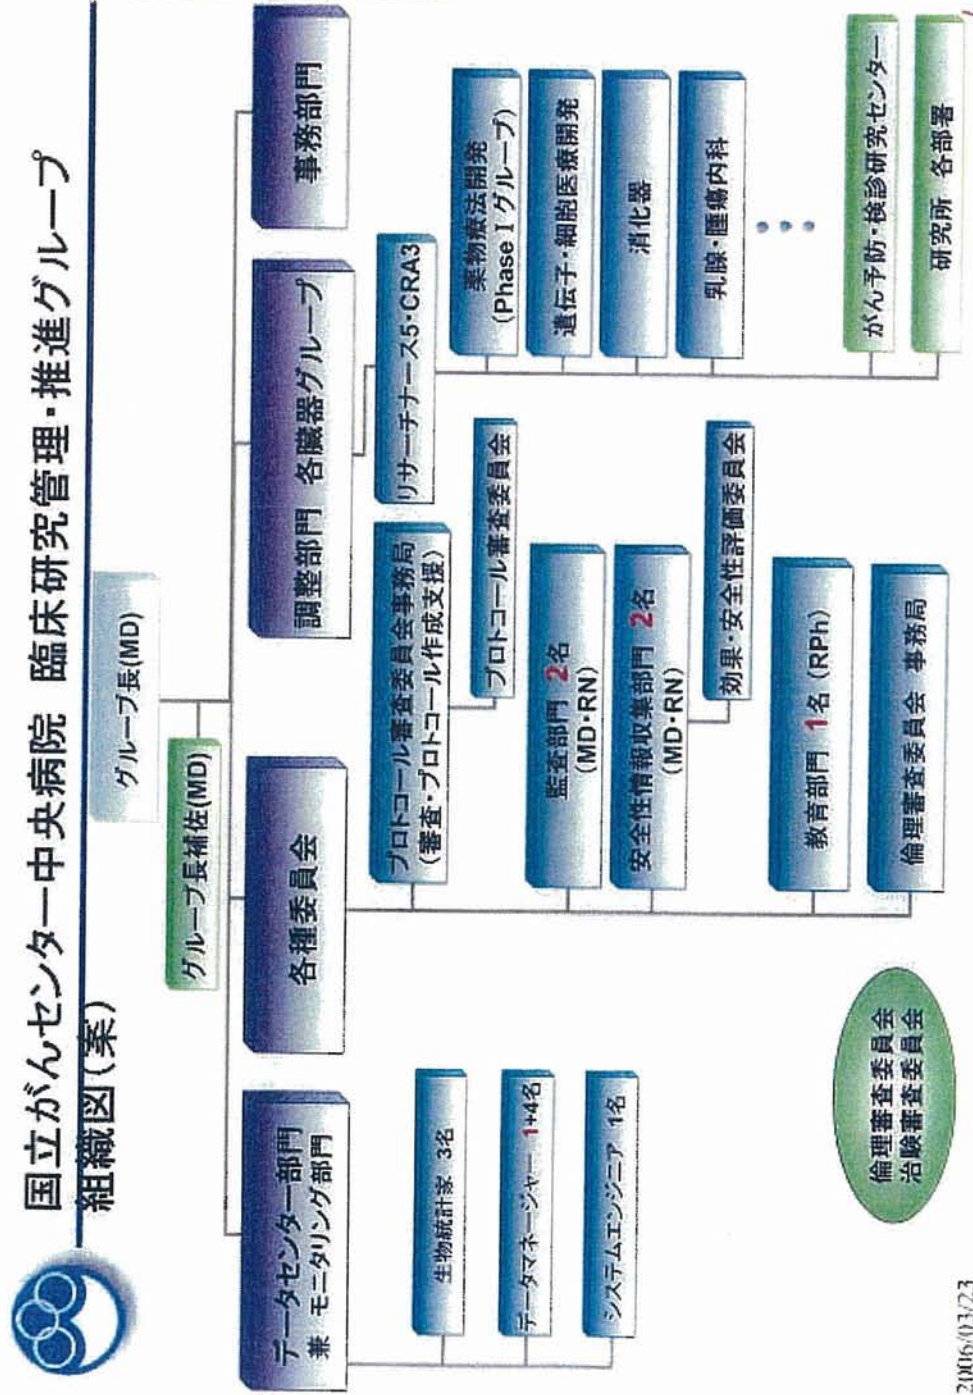 国立がんセンター中央病院 臨床研究管理・推進グループ
組織図(案)
グループ長(MD)
グループ長補佐(MD)
データセンター部門
兼 モニタリング部門
各種委員会
調整部門 各臓器グループ
事務部門
生物統計家 3名
データマネージャー 1+4名
システムエンジニア 1名
プロトコール審査委員会事務局
(審査・プロトコール作成支援)
プロトコール審査委員会
監査部門 2名
(MD・RN)
安全性情報収集部門 2名
(MD・RN)
効果・安全性評価委員会
教育部門 1名 (RPh)
倫理審査委員会 事務局
リサーチナース5・CRA3
薬物療法開発
(Phase I グループ)
遺伝子・細胞医療開発
消化器
乳腺・腫瘍内科
がん予防・検診研究センター
研究所 各部署
倫理審査委員会
治験審査委員会
2006/03/23